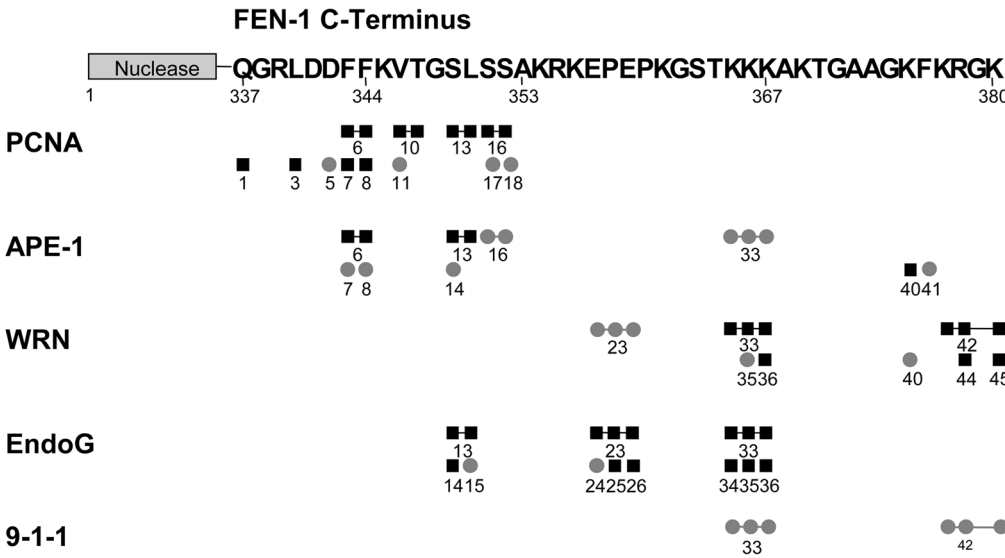 FEN-1 C-Terminus
Nuclease QGRLDDFFKVTGSLSSAKRKEPEPKGSTKKKAKTGAAGKFKRGK
1 337 344 353 367 380
PCNA
6 10 13 16
1 3 5 7 8 11 17 18
APE-1
6 13 16 33
7 8 14 40 41
WRN
23 33 42
35 36 40 44 45
EndoG
13 23 33
14 15 24 25 26 34 35 36
9-1-1
33 42